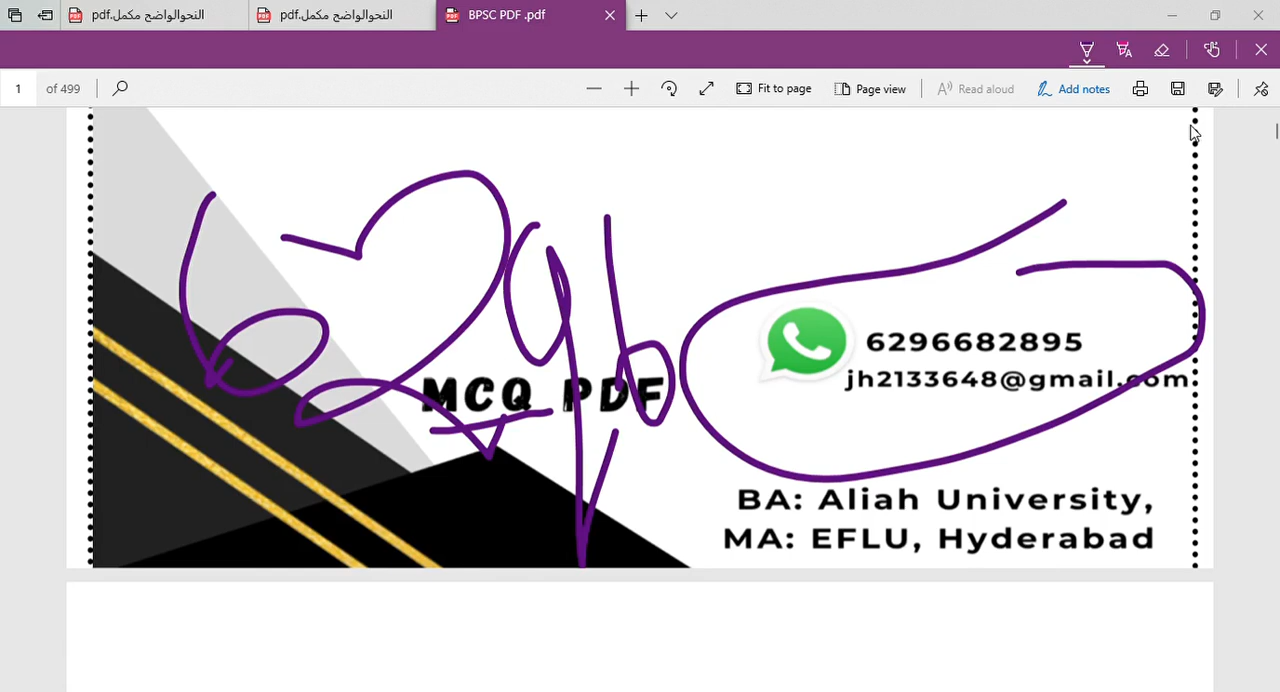 النحوالواضح مكمل.pdf
النحوالواضح مكمل.pdf
BPSC PDF .pdf
1 of 499
Fit to page
Page view
Read aloud
Add notes
6296
6296682895
jh2133648@gmail.com
MCQ PDF
BA: Aliah University,
MA: EFLU, Hyderabad